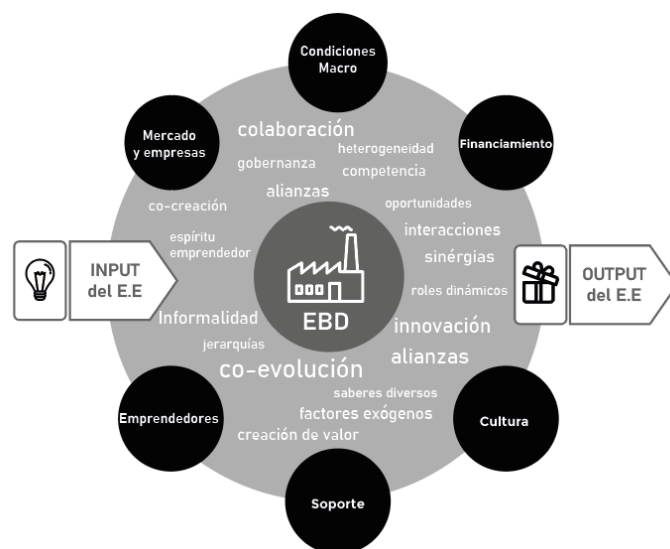 Condiciones
Macro
Mercado
y empresas
Financiamiento
colaboración
heterogeneidad
gobernanza
competencia
alianzas
co-creación
oportunidades
interacciones
espíritu
emprendedor
sinérgias
INPUT
del E.E
OUTPUT
del E.E
roles dinámicos
EBD
Informalidad
innovación
jerarquías
alianzas
co-evolución
saberes diversos
Emprendedores
factores exógenos
Cultura
creación de valor
Soporte